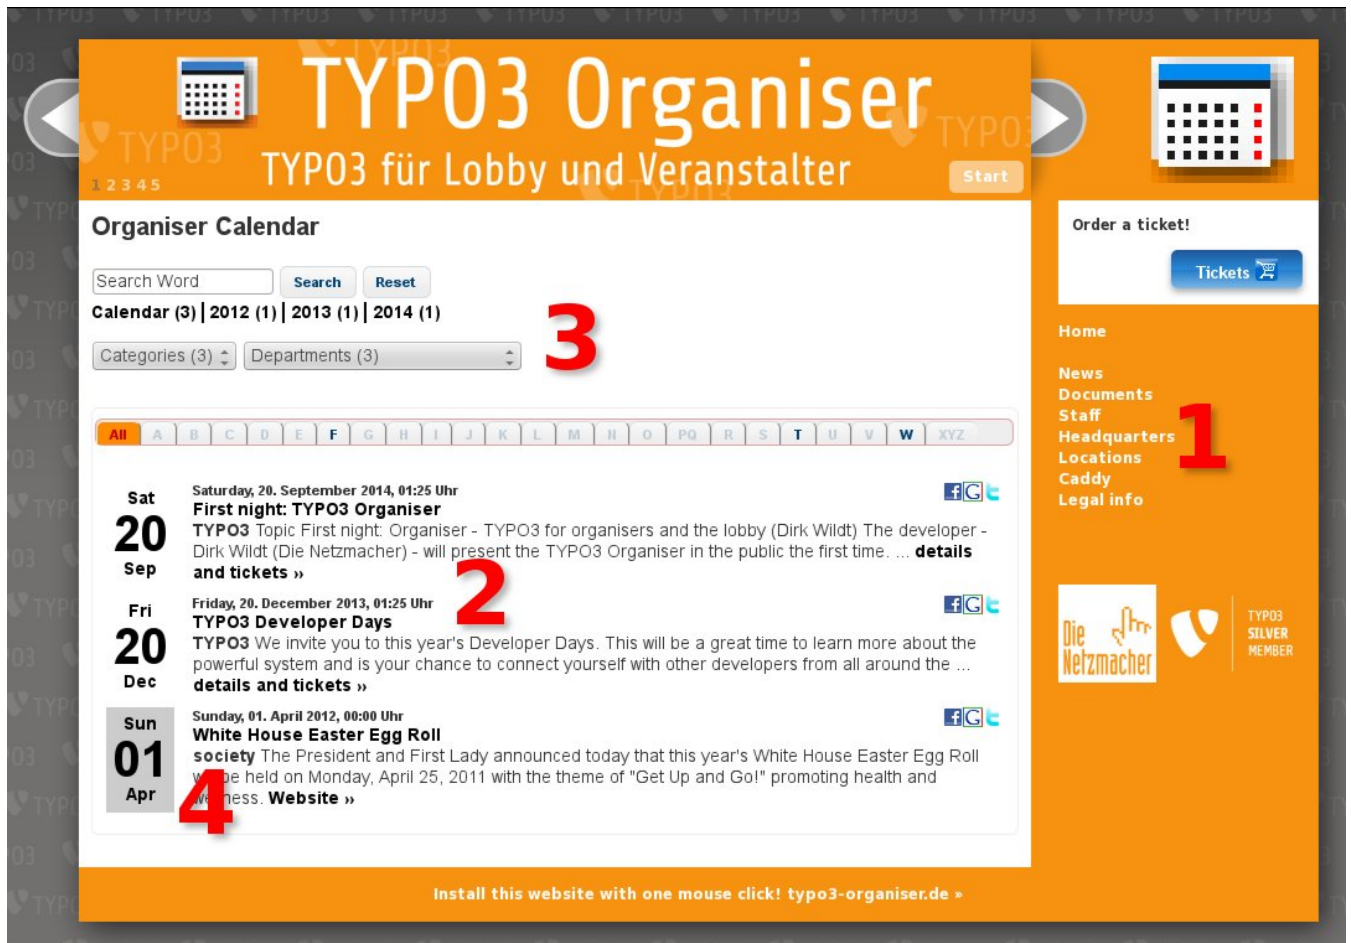 TYPO3 Organiser
TYPO3 für Lobby und Veranstalter
1 2 3 4 5
Start
Organiser Calendar
Search Word
Search
Reset
Calendar (3) | 2012 (1) | 2013 (1) | 2014 (1)
Categories (3)
Departments (3)
3
All A B C D E F G H I J K L M N O PQ R S T U V W XYZ
Sat
20
Sep
Saturday, 20. September 2014, 01:25 Uhr
First night: TYPO3 Organiser
TYPO3 Topic First night: Organiser - TYPO3 for organisers and the lobby (Dirk Wildt) The developer -
Dirk Wildt (Die Netzmacher) - will present the TYPO3 Organiser in the public the first time. ... details
and tickets »
2
Fri
20
Dec
Friday, 20. December 2013, 01:25 Uhr
TYPO3 Developer Days
TYPO3 We invite you to this year's Developer Days. This will be a great time to learn more about the
powerful system and is your chance to connect yourself with other developers from all around the ...
details and tickets »
Sun
01
Apr
Sunday, 01. April 2012, 00:00 Uhr
White House Easter Egg Roll
society The President and First Lady announced today that this year's White House Easter Egg Roll
be held on Monday, April 25, 2011 with the theme of "Get Up and Go!" promoting health and
Website »
4
Order a ticket!
Tickets
Home
News
Documents
Staff
Headquarters
Locations
Caddy
Legal info
1
Die
Netzmacher
TYPO3
SILVER
MEMBER
Install this website with one mouse click! typo3-organiser.de »